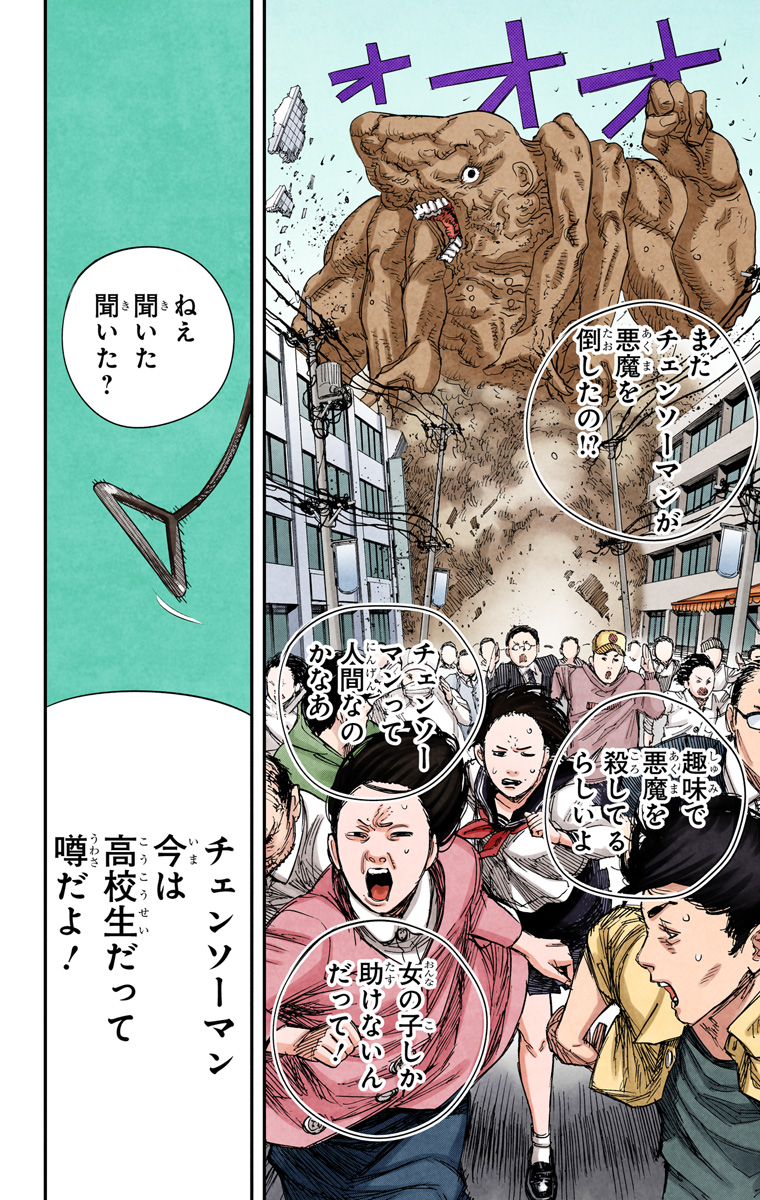 オオオ
また
チェンソーマンが
悪魔を
倒したの!?
チェンソー
マンって
人間なの
かなあ
趣味で
悪魔を
殺してる
らしいよ
女の子しか
助けないん
だって！
ねえ
聞いた
聞いた？
チェンソーマン
今は
高校生だって
噂だよ！